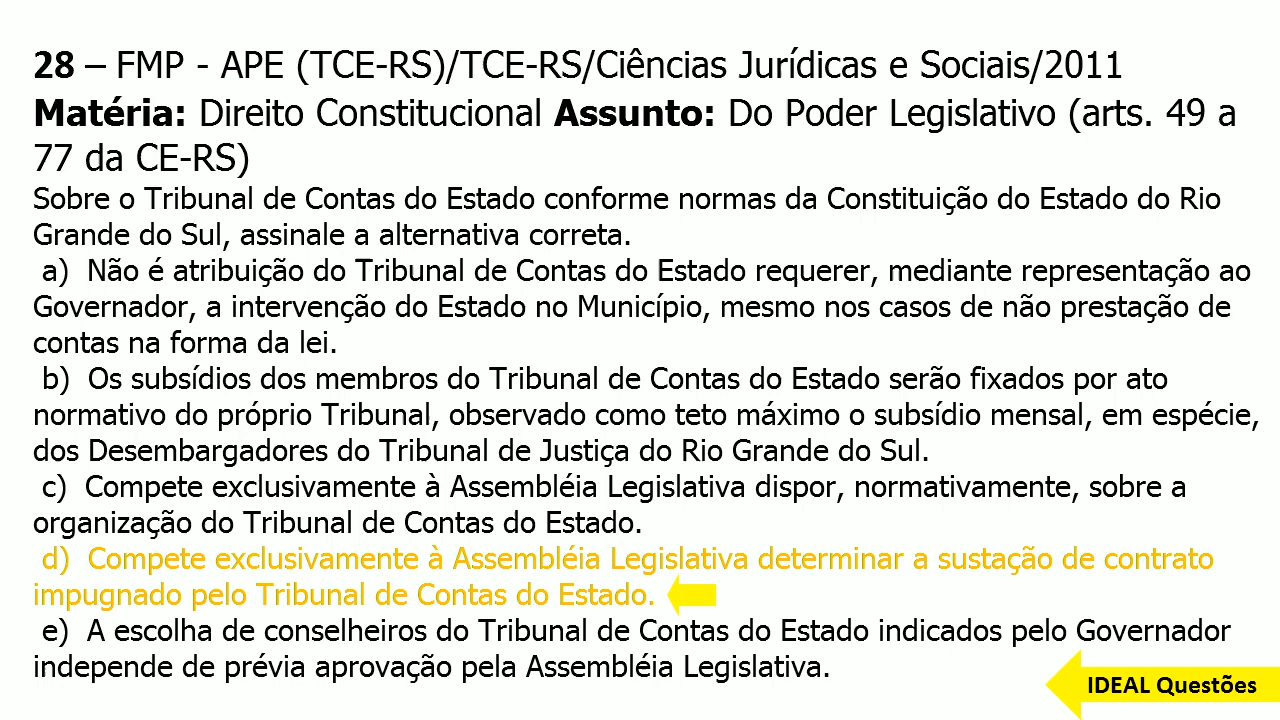 28 – FMP - APE (TCE-RS)/TCE-RS/Ciências Jurídicas e Sociais/2011
Matéria: Direito Constitucional Assunto: Do Poder Legislativo (arts. 49 a
77 da CE-RS)
Sobre o Tribunal de Contas do Estado conforme normas da Constituição do Estado do Rio
Grande do Sul, assinale a alternativa correta.
a) Não é atribuição do Tribunal de Contas do Estado requerer, mediante representação ao
Governador, a intervenção do Estado no Município, mesmo nos casos de não prestação de
contas na forma da lei.
b) Os subsídios dos membros do Tribunal de Contas do Estado serão fixados por ato
normativo do próprio Tribunal, observado como teto máximo o subsídio mensal, em espécie,
dos Desembargadores do Tribunal de Justiça do Rio Grande do Sul.
c) Compete exclusivamente à Assembléia Legislativa dispor, normativamente, sobre a
organização do Tribunal de Contas do Estado.
d) Compete exclusivamente à Assembléia Legislativa determinar a sustação de contrato
impugnado pelo Tribunal de Contas do Estado.
e) A escolha de conselheiros do Tribunal de Contas do Estado indicados pelo Governador
independe de prévia aprovação pela Assembléia Legislativa.
IDEAL Questões